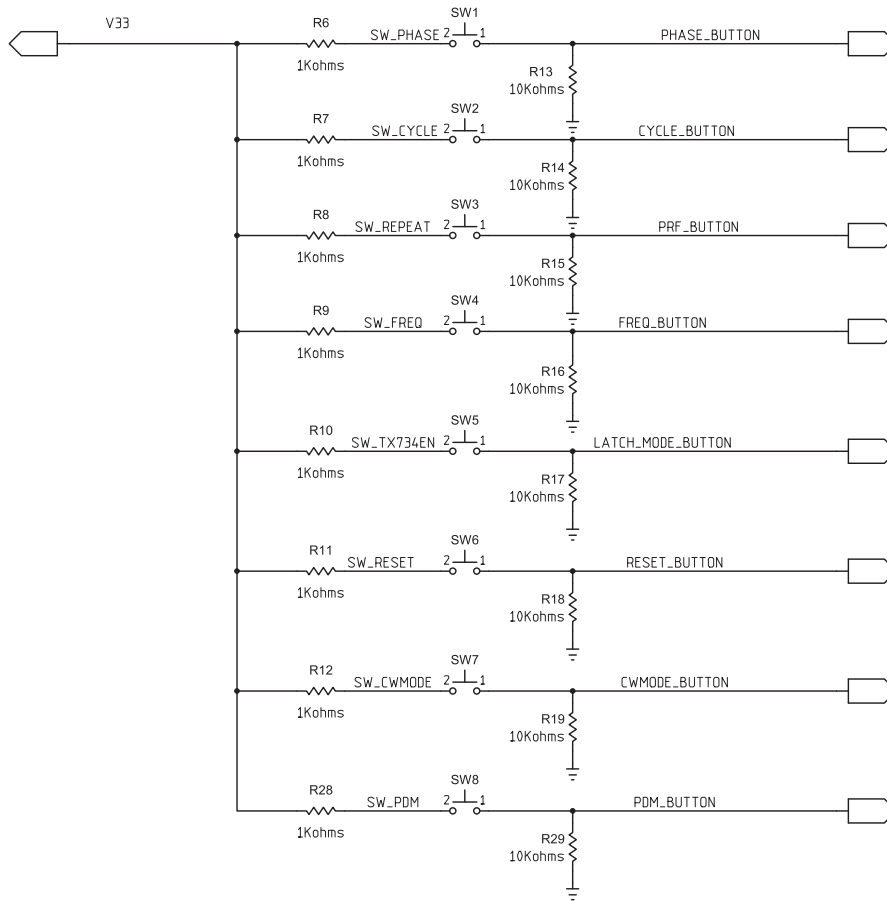 V33
R6
1Kohms
SW_PHASE
SW1
2 1
PHASE_BUTTON
R13
10Kohms
R7
1Kohms
SW_CYCLE
SW2
2 1
CYCLE_BUTTON
R14
10Kohms
R8
1Kohms
SW_REPEAT
SW3
2 1
PRF_BUTTON
R15
10Kohms
R9
1Kohms
SW_FREQ
SW4
2 1
FREQ_BUTTON
R16
10Kohms
R10
1Kohms
SW_TX734EN
SW5
2 1
LATCH_MODE_BUTTON
R17
10Kohms
R11
1Kohms
SW_RESET
SW6
2 1
RESET_BUTTON
R18
10Kohms
R12
1Kohms
SW_CWMODE
SW7
2 1
CWMODE_BUTTON
R19
10Kohms
R28
1Kohms
SW_PDM
SW8
2 1
PDM_BUTTON
R29
10Kohms